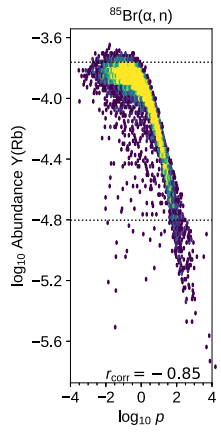 ⁸⁵Br(α, n)
log₁₀ Abundance Y(Rb)
−3.6
−4.0
−4.4
−4.8
−5.2
−5.6
r_corr = −0.85
−4 −2 0 2 4
log₁₀ p